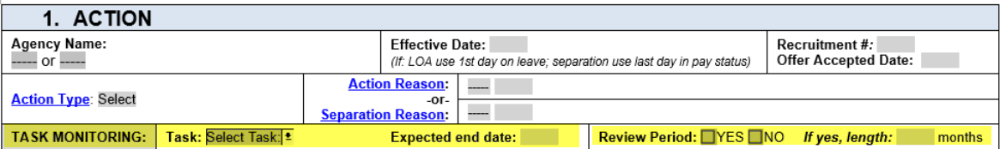 1. ACTION
Agency Name:
----- or -----
Effective Date:
(If: LOA use 1st day on leave; separation use last day in pay status)
Recruitment #:
Offer Accepted Date:
Action Type: Select
Action Reason:
-or-
Separation Reason:
-----
-----
TASK MONITORING:
Task: Select Task:
Expected end date:
Review Period: YES NO If yes, length: months